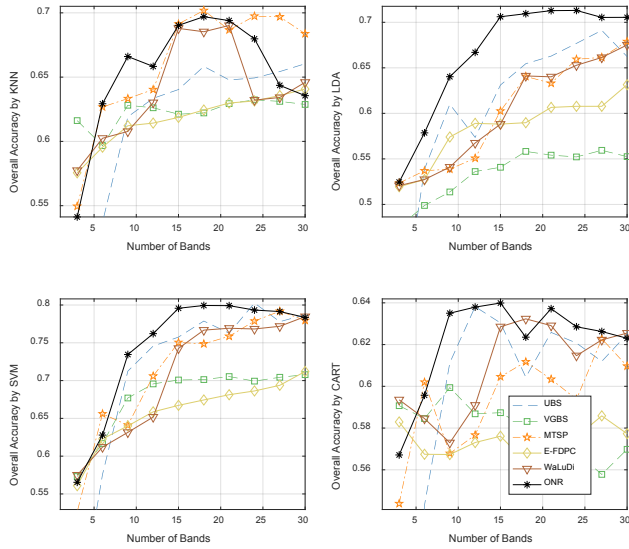 Overall Accuracy by KNN
0.7
0.65
0.6
0.55
5 10 15 20 25 30
Number of Bands
Overall Accuracy by LDA
0.7
0.65
0.6
0.55
0.5
5 10 15 20 25 30
Number of Bands
Overall Accuracy by SVM
0.8
0.75
0.7
0.65
0.6
0.55
5 10 15 20 25 30
Number of Bands
Overall Accuracy by CART
0.64
0.62
0.6
0.58
0.56
5 10 15 20 25 30
Number of Bands
UBS
VGBS
MTSP
E-FDPC
WaLuDi
ONR